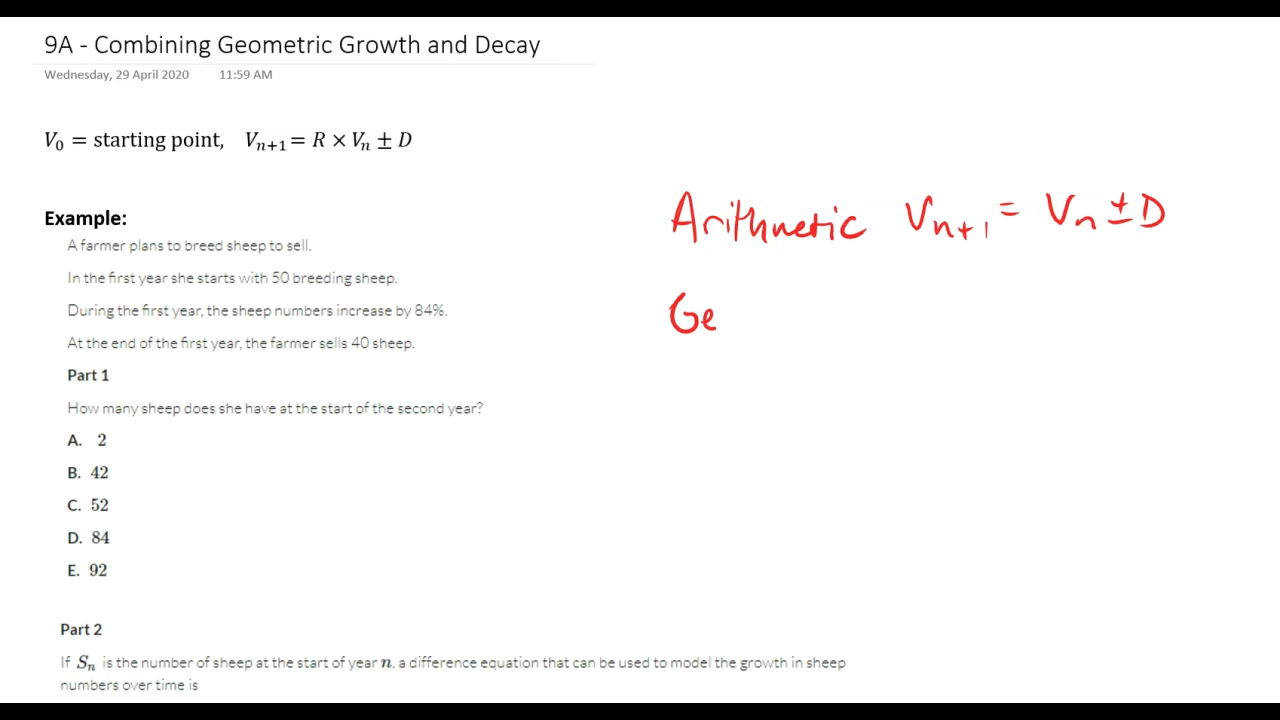 9A - Combining Geometric Growth and Decay
Wednesday, 29 April 2020 11:59 AM
V₀ = starting point, Vₙ₊₁ = R × Vₙ ± D
Example:
A farmer plans to breed sheep to sell.
In the first year she starts with 50 breeding sheep.
During the first year, the sheep numbers increase by 84%.
At the end of the first year, the farmer sells 40 sheep.
Part 1
How many sheep does she have at the start of the second year?
A. 2
B. 42
C. 52
D. 84
E. 92
Part 2
If Sₙ is the number of sheep at the start of year n, a difference equation that can be used to model the growth in sheep
numbers over time is
Arithmetic Vₙ₊₁ = Vₙ ± D
Ge